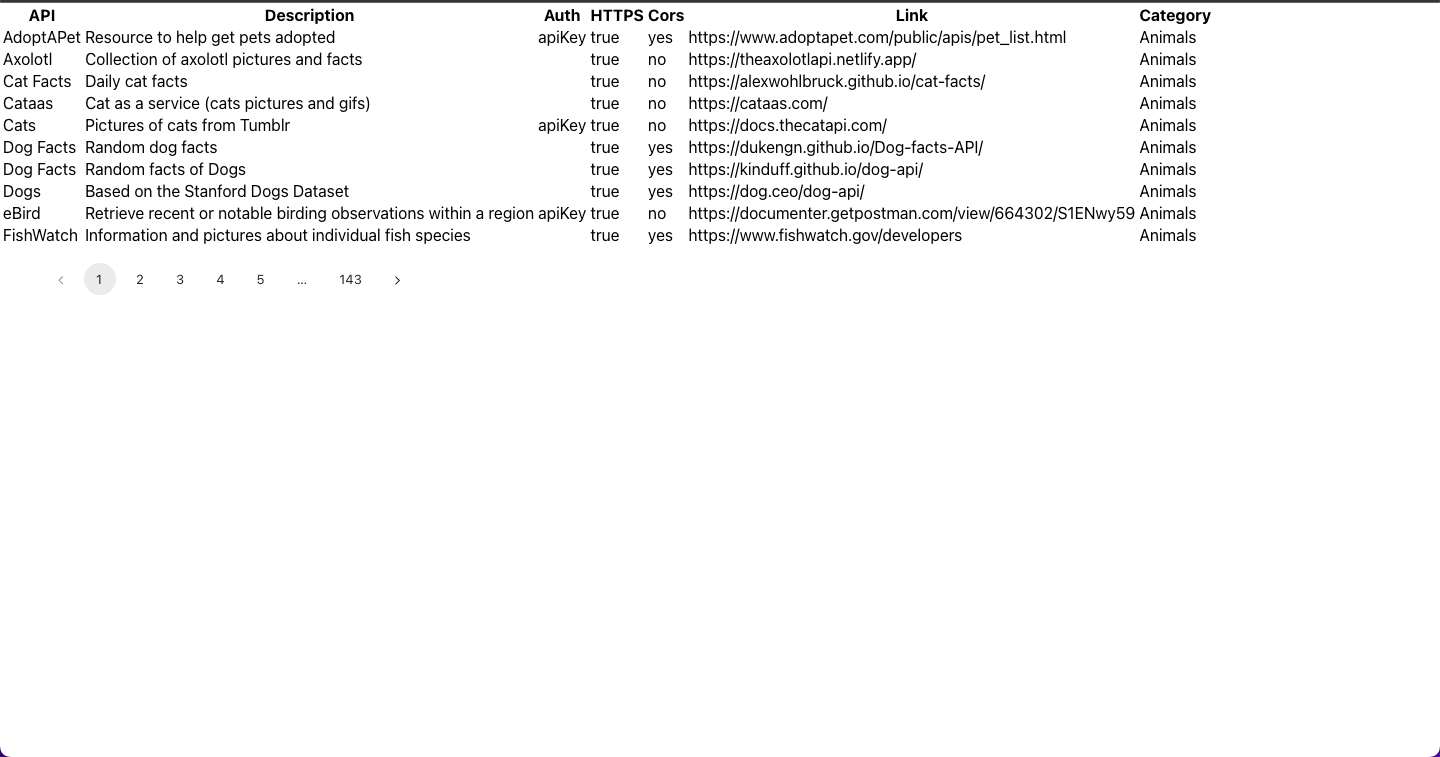 API Description Auth HTTPS Cors Link Category
AdoptAPet Resource to help get pets adopted apiKey true yes https://www.adoptapet.com/public/apis/pet_list.html Animals
Axolotl Collection of axolotl pictures and facts true no https://theaxolotlapi.netlify.app/ Animals
Cat Facts Daily cat facts true no https://alexwohlbruck.github.io/cat-facts/ Animals
Cataas Cat as a service (cats pictures and gifs) true no https://cataas.com/ Animals
Cats Pictures of cats from Tumblr apiKey true no https://docs.thecatapi.com/ Animals
Dog Facts Random dog facts true yes https://dukengn.github.io/Dog-facts-API/ Animals
Dog Facts Random facts of Dogs true yes https://kinduff.github.io/dog-api/ Animals
Dogs Based on the Stanford Dogs Dataset true yes https://dog.ceo/dog-api/ Animals
eBird Retrieve recent or notable birding observations within a region apiKey true no https://documenter.getpostman.com/view/664302/S1ENwy59 Animals
FishWatch Information and pictures about individual fish species true yes https://www.fishwatch.gov/developers Animals
‹ 1 2 3 4 5 ... 143 ›